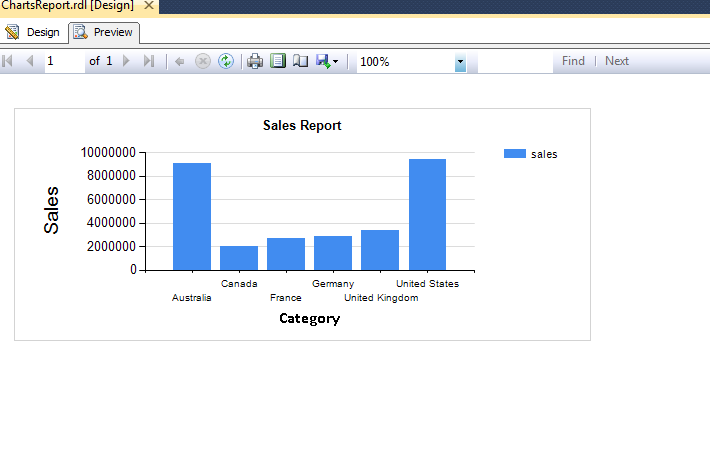 ChartsReport.rdl [Design] X
Design Preview
1 of 1 100% Find | Next
Sales Report
10000000
8000000
6000000
4000000
2000000
0
Sales
sales
Canada Germany United States
Australia France United Kingdom
Category